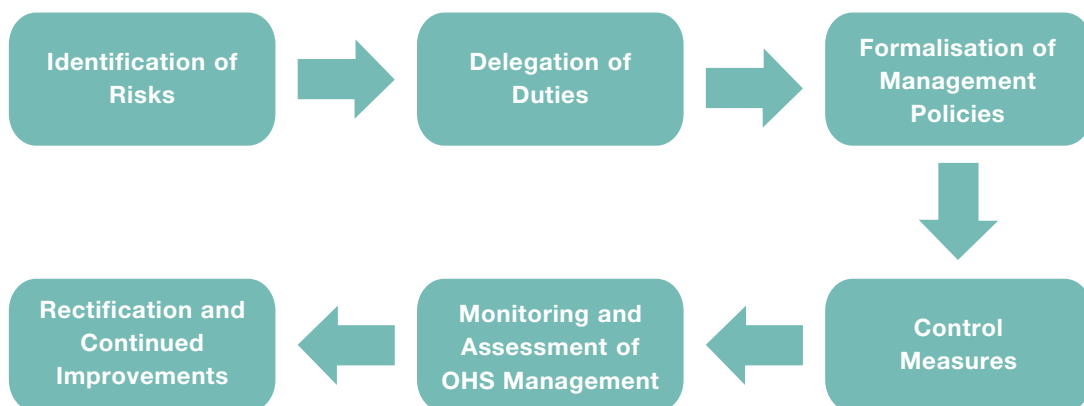 Identification of
Risks
Delegation of
Duties
Formalisation of
Management
Policies
Control
Measures
Monitoring and
Assessment of
OHS Management
Rectification and
Continued
Improvements